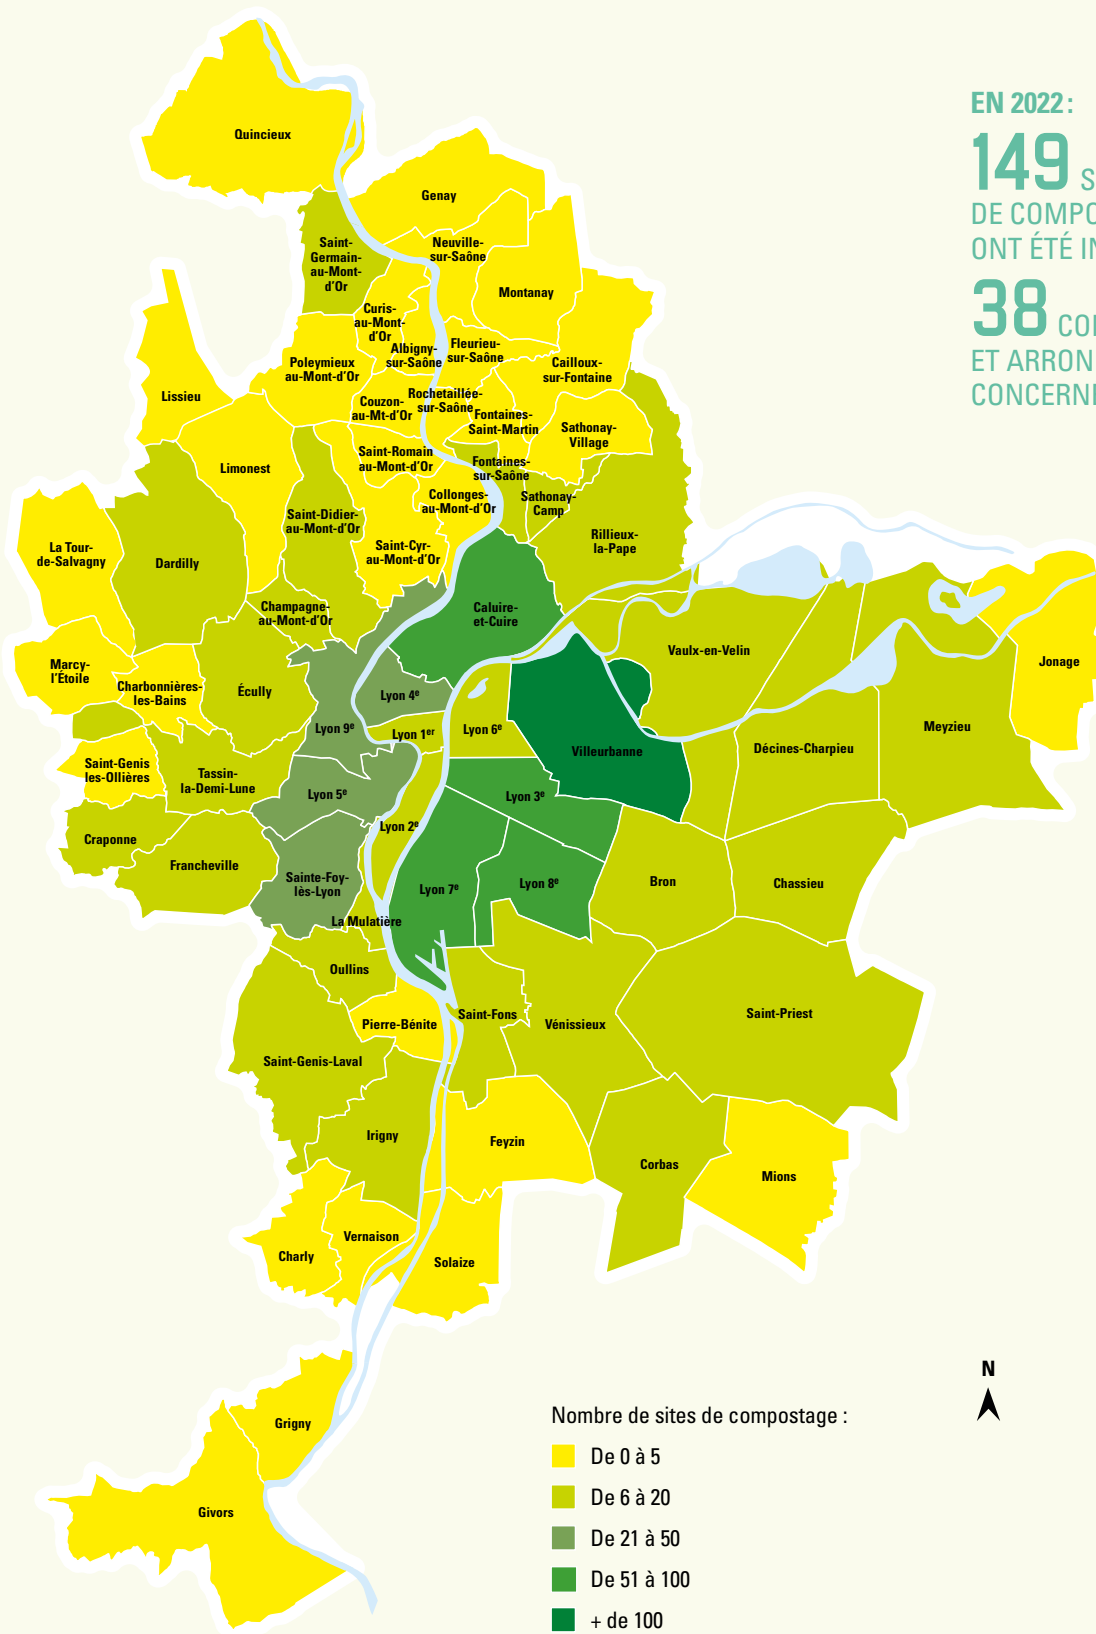 EN 2022 :
149 S
DE COMPO
ONT ÉTÉ IN
38 CO
ET ARRON
CONCERN
Quincieux
Genay
Saint-
Germain-
au-Mont-
d'Or
Neuville-
sur-Saône
Montanay
Curis-
au-Mont-
d'Or
Albigny-
sur-Saône
Fleurieu-
sur-Saône
Poleymieux
au-Mont-d'Or
Cailloux-
sur-Fontaine
Lissieu
Couzon-
au-Mt-d'Or
Rochetaillée-
sur-Saône
Fontaines-
Saint-Martin
Sathonay-
Village
Limonest
Saint-Romain
au-Mont-d'Or
Fontaines-
sur-Saône
Collonges-
au-Mont-d'Or
Sathonay-
Camp
Saint-Didier-
au-Mont-d'Or
Rillieux-
la-Pape
La Tour-
de-Salvagny
Dardilly
Saint-Cyr-
au-Mont-d'Or
Champagne-
au-Mont-d'Or
Caluire-
et-Cuire
Vaulx-en-Velin
Jonage
Marcy-
l'Étoile
Charbonnières-
les-Bains
Écully
Lyon 4e
Lyon 9e
Lyon 1er
Lyon 6e
Villeurbanne
Décines-Charpieu
Meyzieu
Saint-Genis
les-Ollières
Tassin-
la-Demi-Lune
Lyon 5e
Lyon 3e
Lyon 2e
Craponne
Francheville
Sainte-Foy-
lès-Lyon
Lyon 7e
Lyon 8e
Bron
Chassieu
La Mulatière
Oullins
Pierre-Bénite
Saint-Fons
Vénissieux
Saint-Priest
Saint-Genis-Laval
Irigny
Feyzin
Corbas
Mions
Charly
Vernaison
Solaize
Grigny
Givors
N
Nombre de sites de compostage :
De 0 à 5
De 6 à 20
De 21 à 50
De 51 à 100
+ de 100